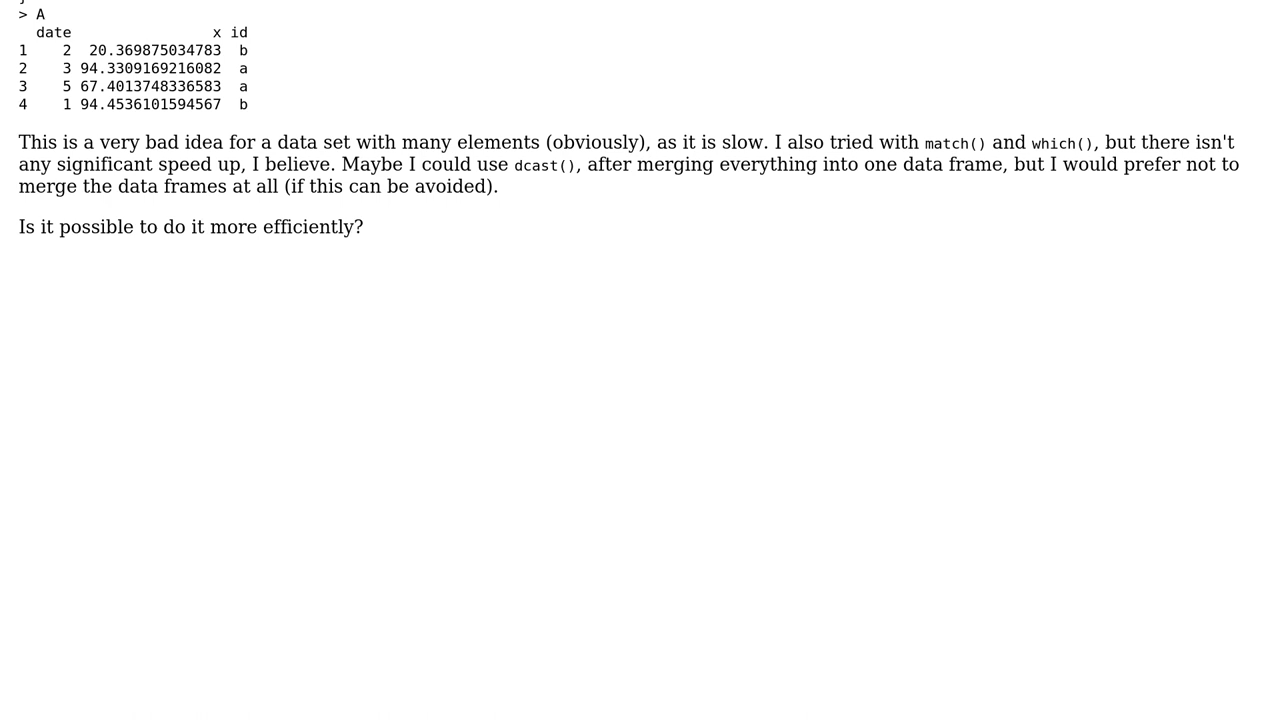 > A
  date                x id
1    2  20.369875034783  b
2    3 94.3309169216082  a
3    5 67.4013748336583  a
4    1 94.4536101594567  b
This is a very bad idea for a data set with many elements (obviously), as it is slow. I also tried with match() and which(), but there isn't
any significant speed up, I believe. Maybe I could use dcast(), after merging everything into one data frame, but I would prefer not to
merge the data frames at all (if this can be avoided).
Is it possible to do it more efficiently?